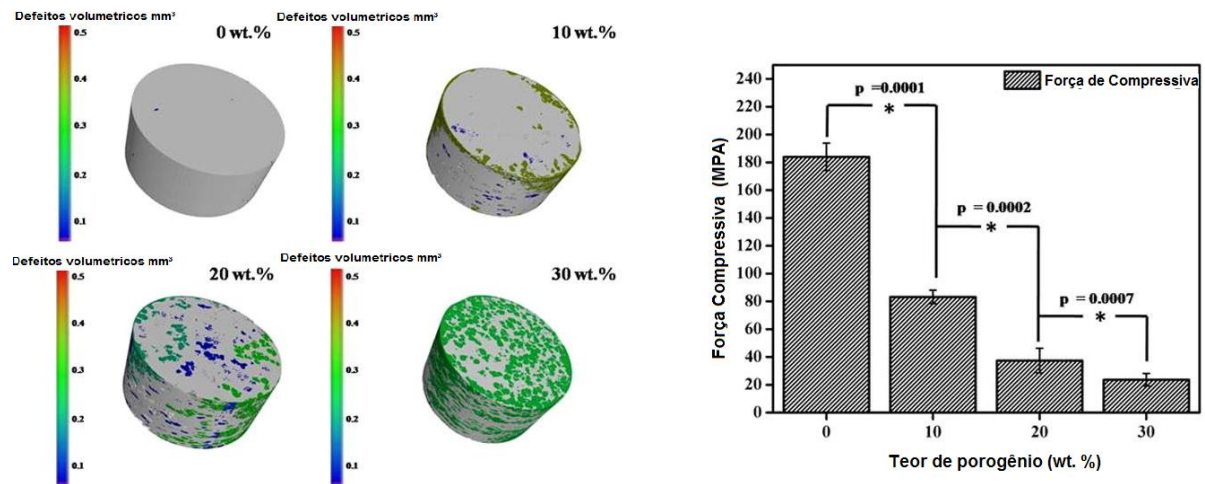 Defeitos volumetricos mm³
0 wt.%
0.5
0.4
0.3
0.2
0.1
Defeitos volumetricos mm³
10 wt.%
0.5
0.4
0.3
0.2
0.1
Defeitos volumetricos mm³
20 wt.%
0.5
0.4
0.3
0.2
0.1
Defeitos volumetricos mm³
30 wt.%
0.5
0.4
0.3
0.2
0.1
Força Compressiva (MPA)
240
220
200
180
160
140
120
100
80
60
40
20
0
Força de Compressiva
p =0.0001
*
p = 0.0002
*
p = 0.0007
*
0
10
20
30
Teor de porogênio (wt. %)